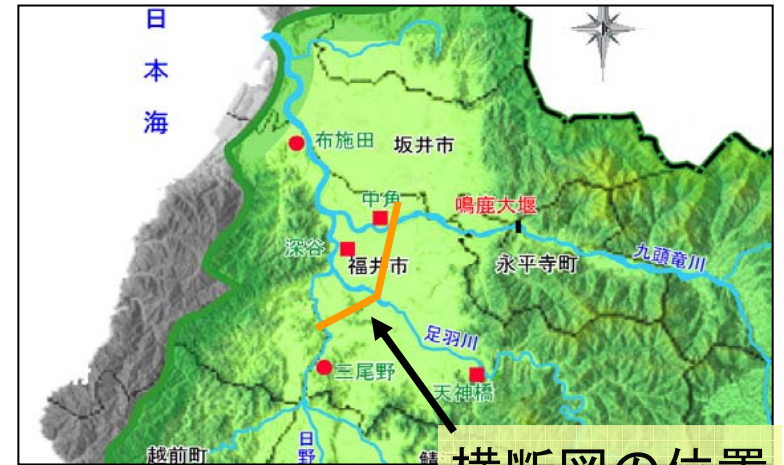 日本海
布施田
坂井市
中角
鳴鹿大堰
深谷
福井市
永平寺町
九頭竜川
足羽川
三尾野
天神橋
越前町
日野
鯖
横断図の位置